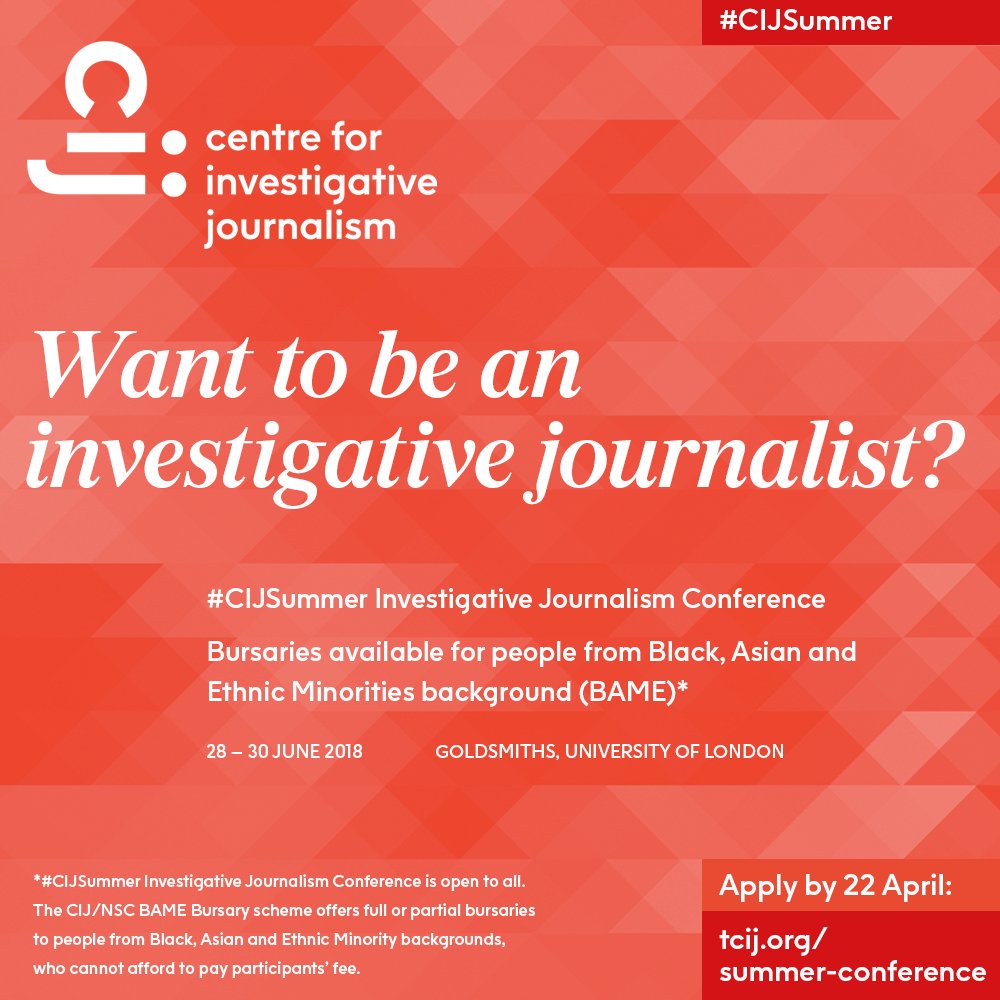 #CIJSummer
cij:
centre for
investigative
journalism
Want to be an
investigative journalist?
#CIJSummer Investigative Journalism Conference
Bursaries available for people from Black, Asian and
Ethnic Minorities background (BAME)*
28 – 30 JUNE 2018 GOLDSMITHS, UNIVERSITY OF LONDON
*#CIJSummer Investigative Journalism Conference is open to all.
The CIJ/NSC BAME Bursary scheme offers full or partial bursaries
to people from Black, Asian and Ethnic Minority backgrounds,
who cannot afford to pay participants’ fee.
Apply by 22 April:
tcij.org/
summer-conference